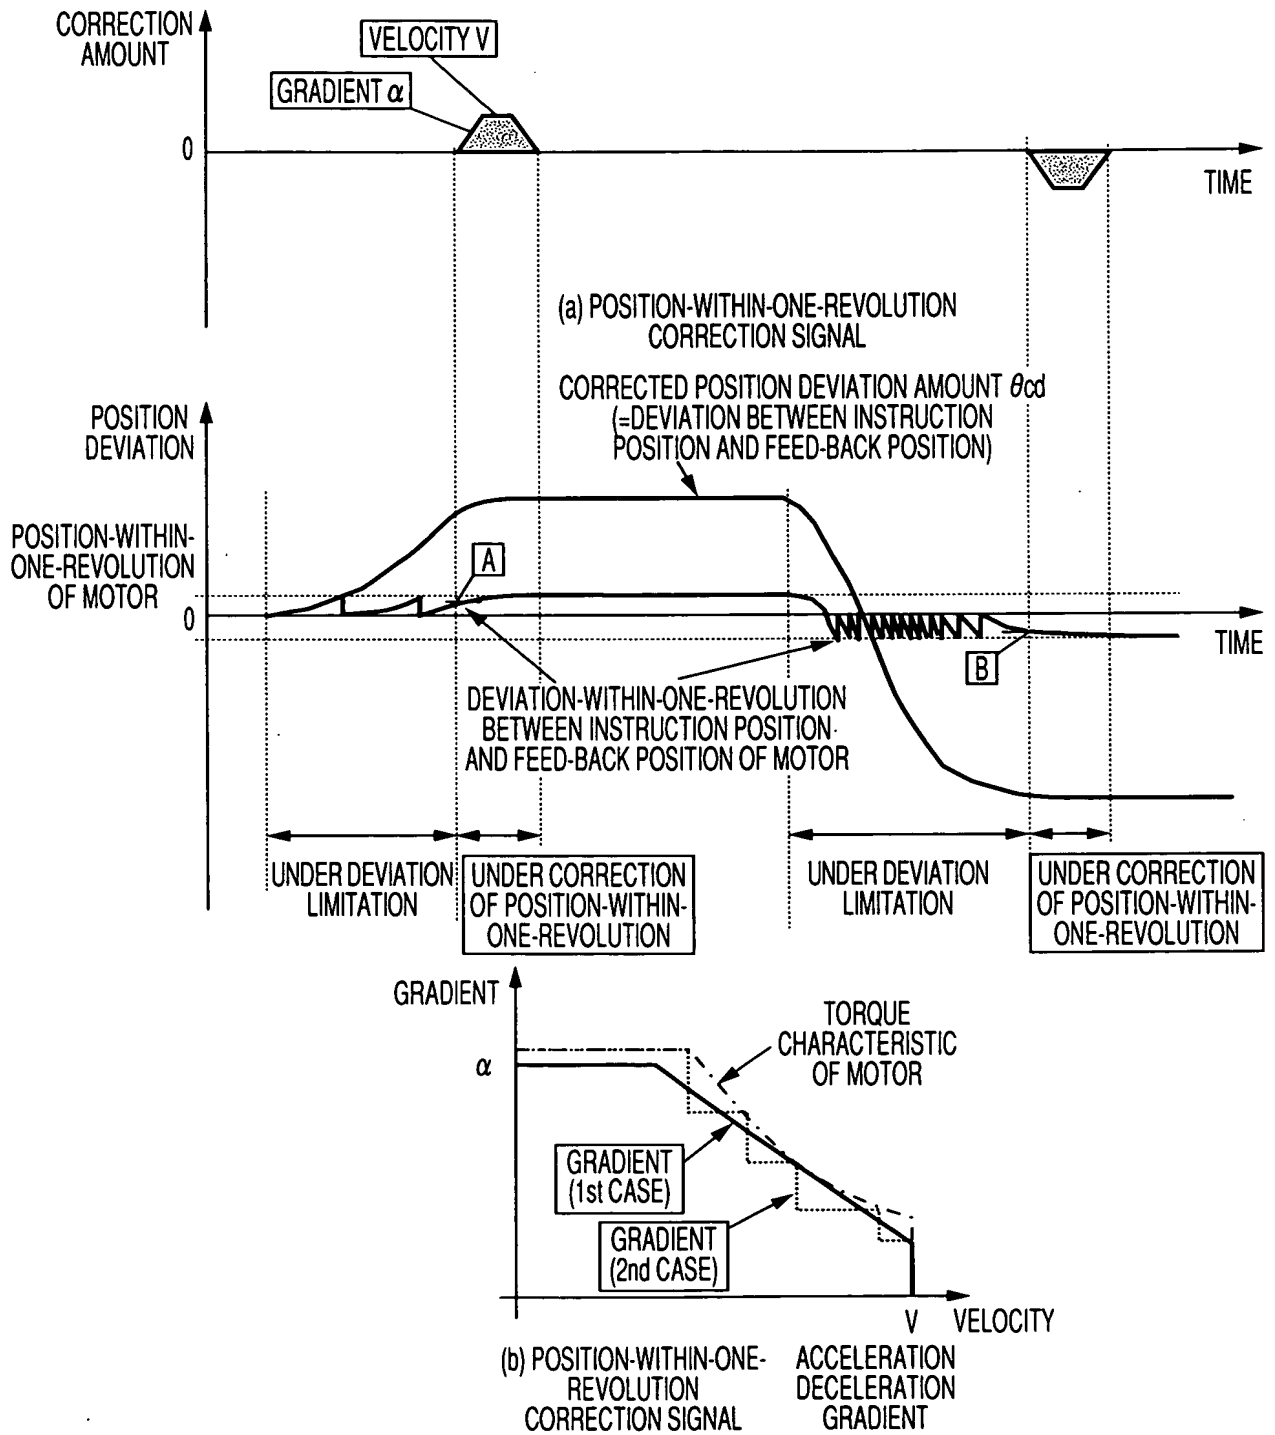 CORRECTION
AMOUNT
VELOCITY V
GRADIENT α
0
TIME
(a) POSITION-WITHIN-ONE-REVOLUTION
CORRECTION SIGNAL
CORRECTED POSITION DEVIATION AMOUNT θcd
(=DEVIATION BETWEEN INSTRUCTION
POSITION AND FEED-BACK POSITION)
POSITION
DEVIATION
POSITION-WITHIN-
ONE-REVOLUTION
OF MOTOR
A
0
TIME
B
DEVIATION-WITHIN-ONE-REVOLUTION
BETWEEN INSTRUCTION POSITION
AND FEED-BACK POSITION OF MOTOR
UNDER DEVIATION
LIMITATION
UNDER CORRECTION
OF POSITION-WITHIN-
ONE-REVOLUTION
UNDER DEVIATION
LIMITATION
UNDER CORRECTION
OF POSITION-WITHIN-
ONE-REVOLUTION
GRADIENT
α
TORQUE
CHARACTERISTIC
OF MOTOR
GRADIENT
(1st CASE)
GRADIENT
(2nd CASE)
V
VELOCITY
(b) POSITION-WITHIN-ONE-
REVOLUTION
CORRECTION SIGNAL
ACCELERATION
DECELERATION
GRADIENT